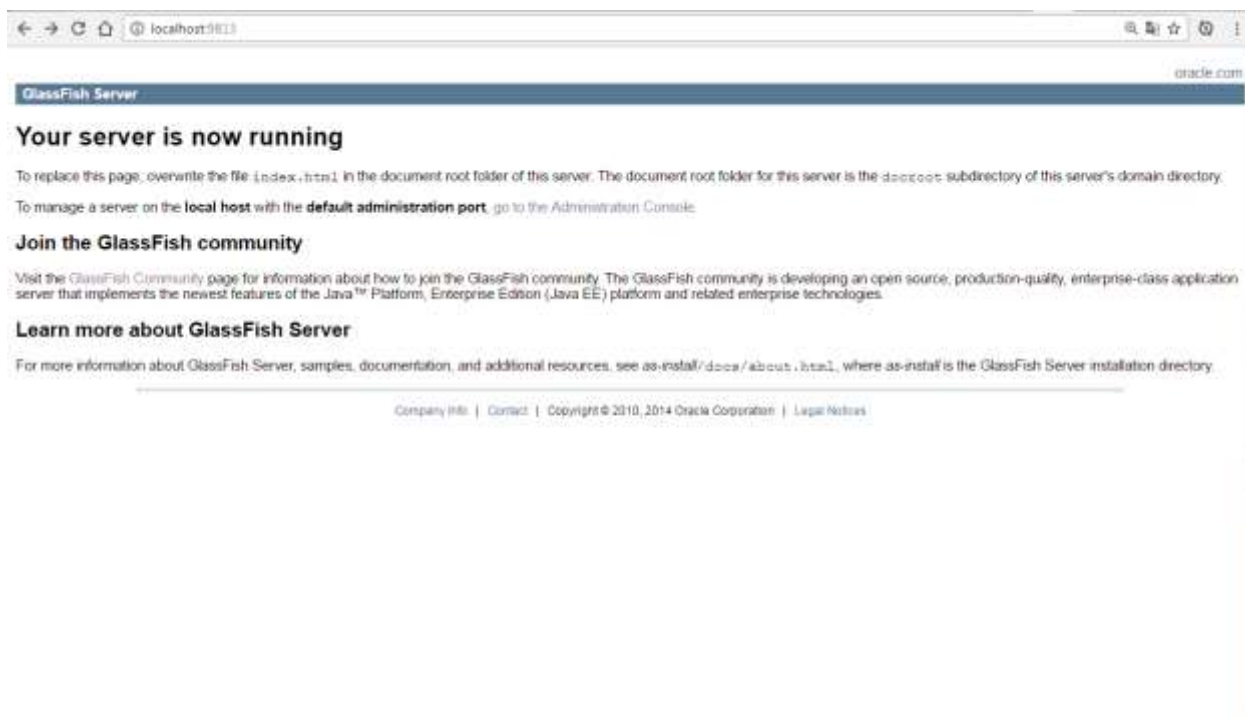 localhost
oracle.com
GlassFish Server
Your server is now running
To replace this page, overwrite the file index.html in the document root folder of this server. The document root folder for this server is the docroot subdirectory of this server's domain directory.
To manage a server on the local host with the default administration port, go to the Administration Console.
Join the GlassFish community
Visit the GlassFish Community page for information about how to join the GlassFish community. The GlassFish community is developing an open source, production-quality, enterprise-class application
server that implements the newest features of the Java™ Platform, Enterprise Edition (Java EE) platform and related enterprise technologies.
Learn more about GlassFish Server
For more information about GlassFish Server, samples, documentation, and additional resources, see as-install/docs/about.html, where as-install is the GlassFish Server installation directory.
Company Info | Contact | Copyright © 2010, 2014 Oracle Corporation | Legal Notices